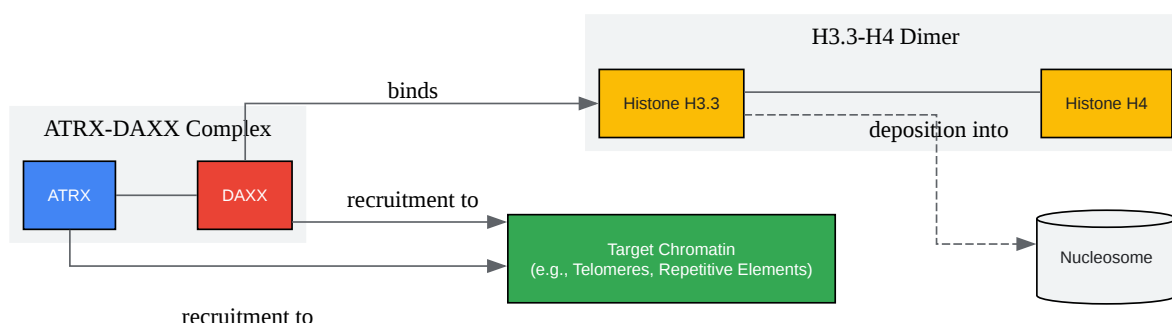 H3.3-H4 Dimer
binds
Histone H3.3
Histone H4
ATRX-DAXX Complex
deposition into
ATRX
DAXX
recruitment to
Target Chromatin
(e.g., Telomeres, Repetitive Elements)
Nucleosome
recruitment to